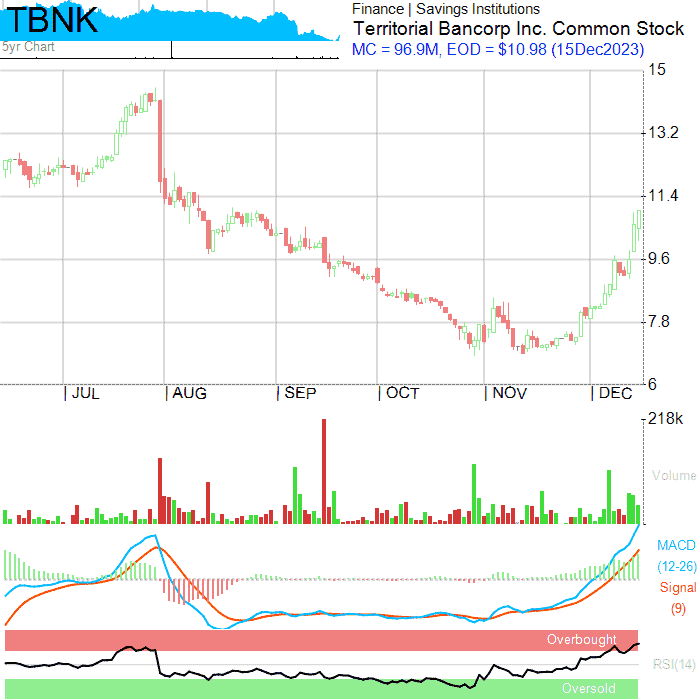 TBNK
5yr Chart
Finance | Savings Institutions
Territorial Bancorp Inc. Common Stock
MC = 96.9M, EOD = $10.98 (15Dec2023)
15
13.2
11.4
9.6
7.8
6
JUL AUG SEP OCT NOV DEC
218k
Volume
MACD
(12-26)
Signal
(9)
Overbought
RSI(14)
Oversold